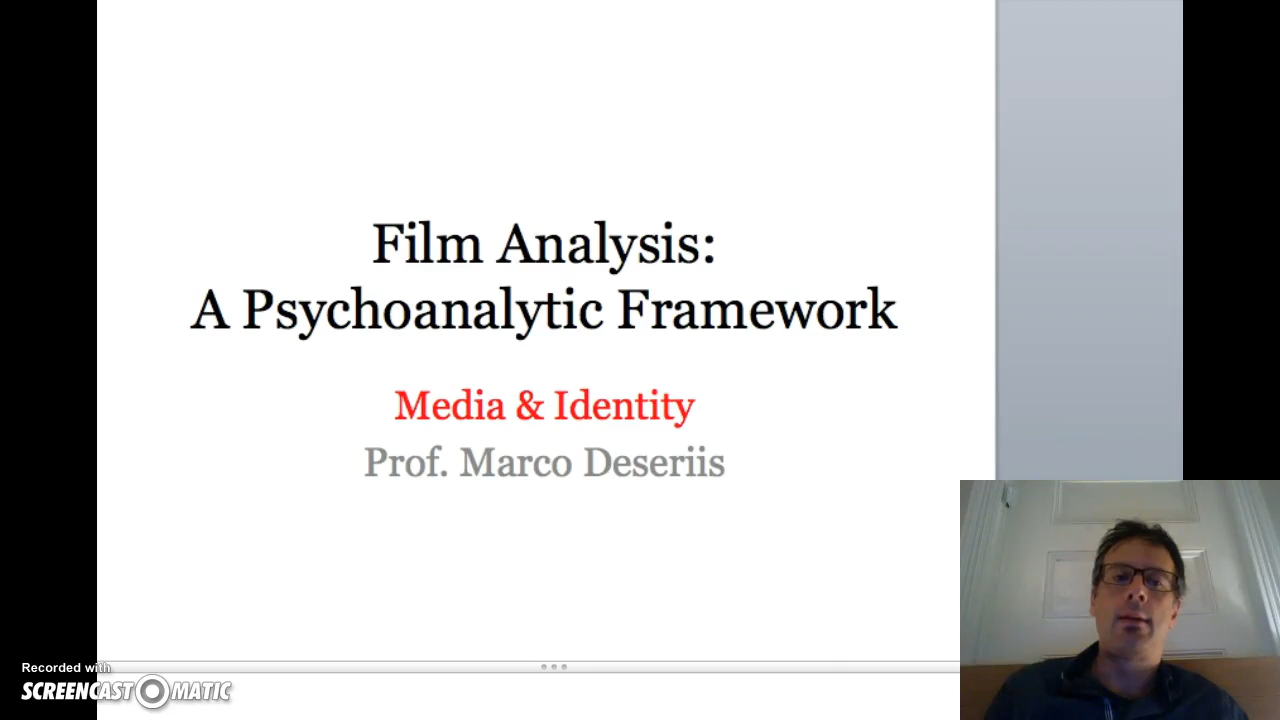 Film Analysis:
A Psychoanalytic Framework
Media & Identity
Prof. Marco Deseriis
Recorded with
SCREENCAST O MATIC